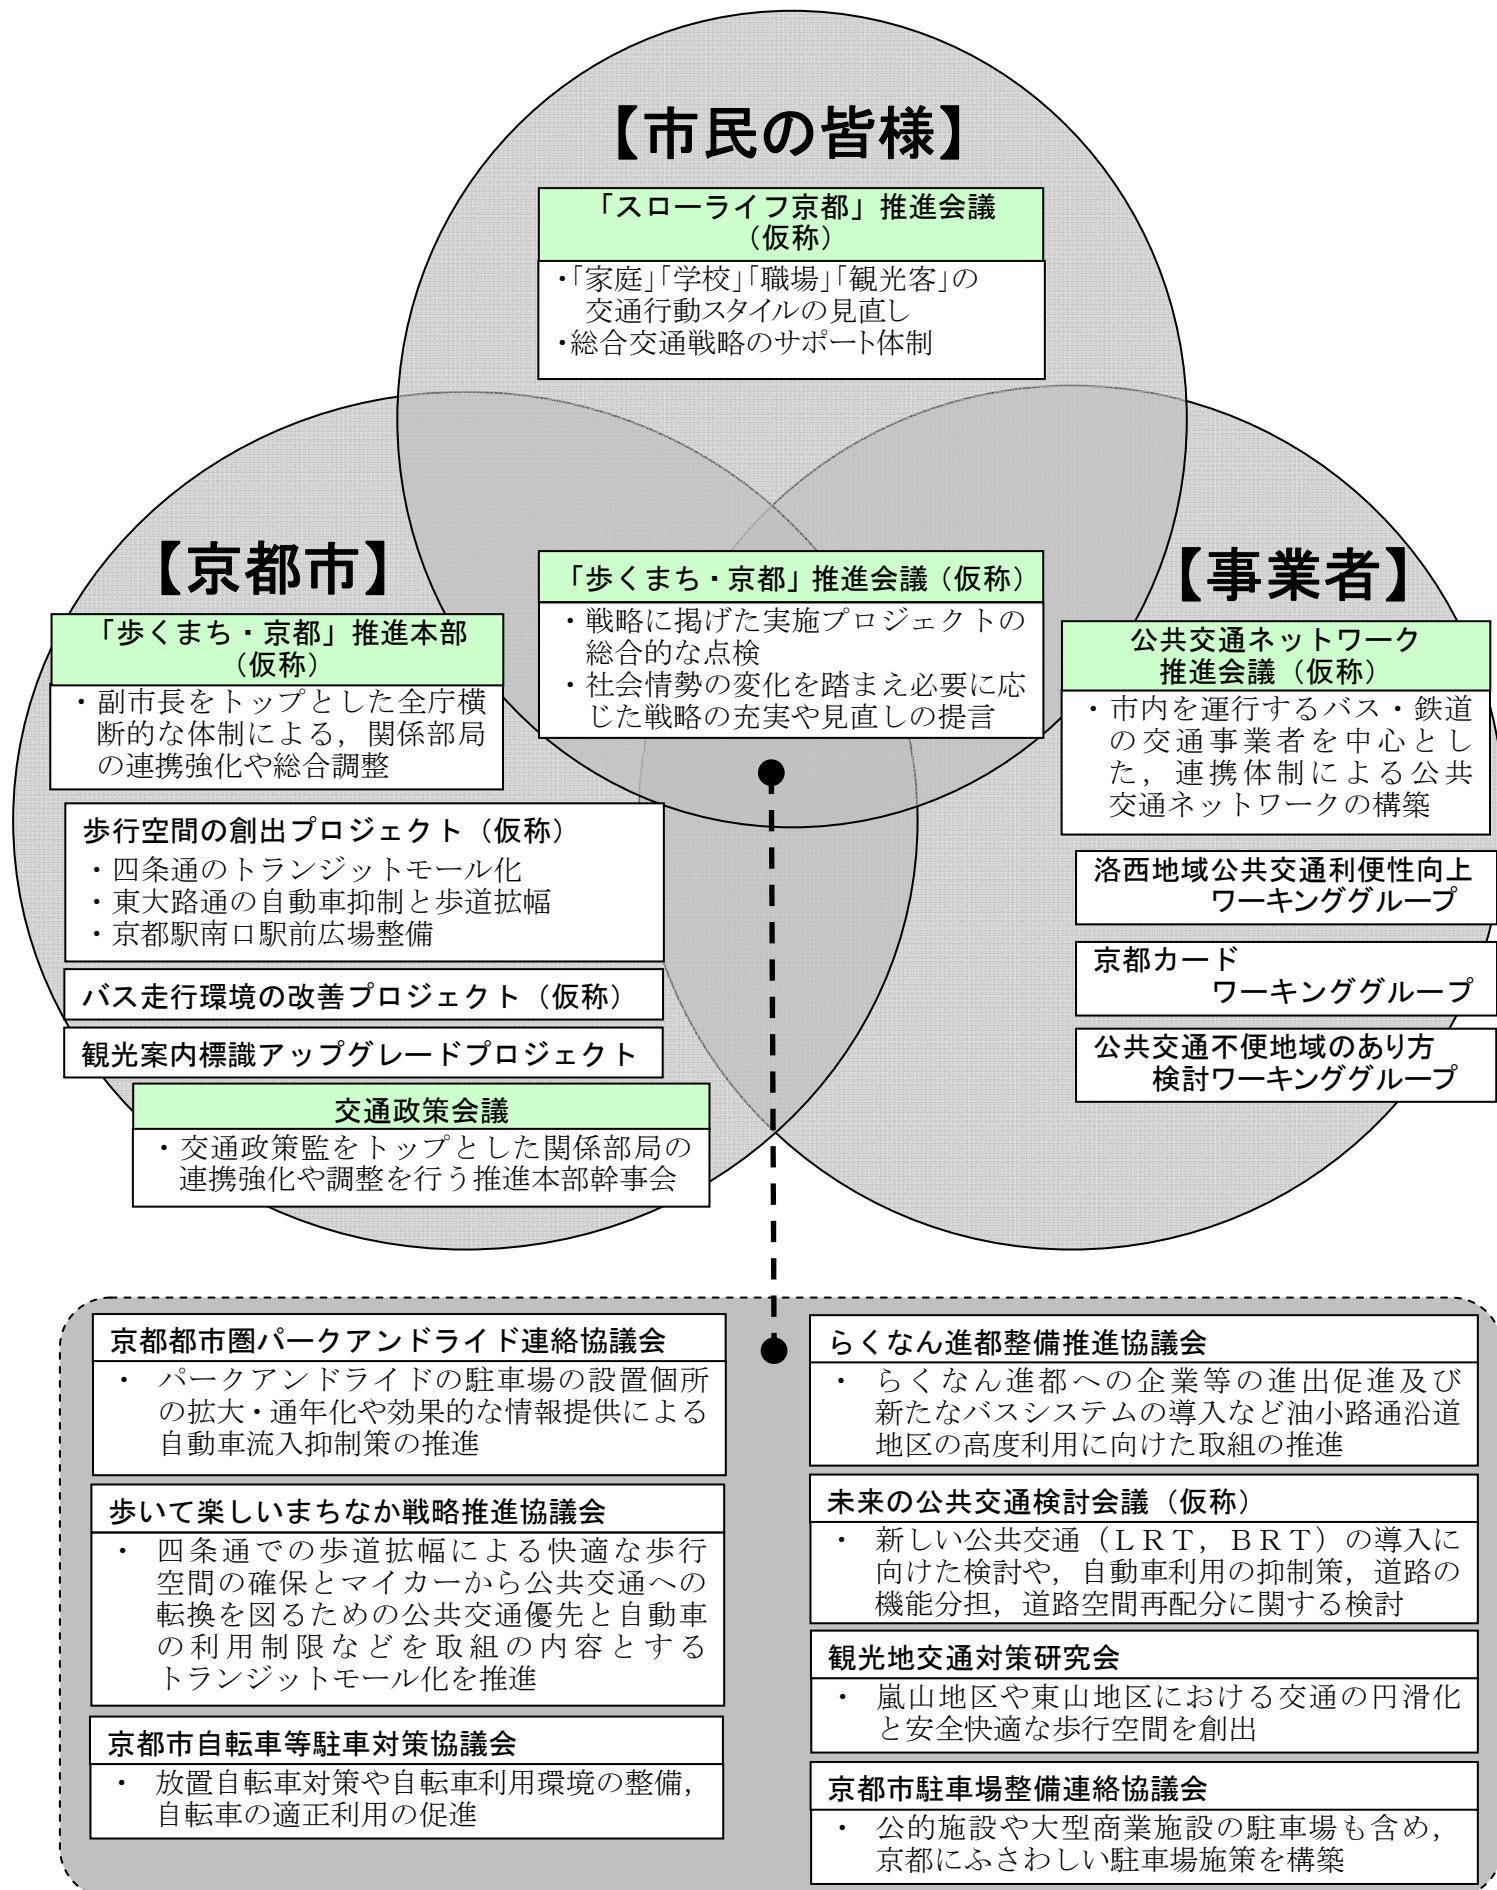 【市民の皆様】
「スローライフ京都」推進会議
（仮称）
・「家庭」「学校」「職場」「観光客」の
交通行動スタイルの見直し
・総合交通戦略のサポート体制
【京都市】
「歩くまち・京都」推進本部
（仮称）
・副市長をトップとした全庁横
断的な体制による，関係部局
の連携強化や総合調整
歩行空間の創出プロジェクト（仮称）
・四条通のトランジットモール化
・東大路通の自動車抑制と歩道拡幅
・京都駅南口駅前広場整備
バス走行環境の改善プロジェクト（仮称）
観光案内標識アップグレードプロジェクト
交通政策会議
・交通政策監をトップとした関係部局の
連携強化や調整を行う推進本部幹事会
「歩くまち・京都」推進会議（仮称）
・戦略に掲げた実施プロジェクトの
総合的な点検
・社会情勢の変化を踏まえ必要に応
じた戦略の充実や見直しの提言
【事業者】
公共交通ネットワーク
推進会議（仮称）
・市内を運行するバス・鉄道
の交通事業者を中心とし
た，連携体制による公共
交通ネットワークの構築
洛西地域公共交通利便性向上
ワーキンググループ
京都カード
ワーキンググループ
公共交通不便地域のあり方
検討ワーキンググループ
京都都市圏パークアンドライド連絡協議会
・ パークアンドライドの駐車場の設置個所
の拡大・通年化や効果的な情報提供による
自動車流入抑制策の推進
歩いて楽しいまちなか戦略推進協議会
・ 四条通での歩道拡幅による快適な歩行
空間の確保とマイカーから公共交通への
転換を図るための公共交通優先と自動車
の利用制限などを取組の内容とする
トランジットモール化を推進
京都市自転車等駐車対策協議会
・ 放置自転車対策や自転車利用環境の整備，
自転車の適正利用の促進
らくなん進都整備推進協議会
・ らくなん進都への企業等の進出促進及び
新たなバスシステムの導入など油小路通沿道
地区の高度利用に向けた取組の推進
未来の公共交通検討会議（仮称）
・ 新しい公共交通（ＬＲＴ，ＢＲＴ）の導入に
向けた検討や，自動車利用の抑制策，道路の
機能分担，道路空間再配分に関する検討
観光地交通対策研究会
・ 嵐山地区や東山地区における交通の円滑化
と安全快適な歩行空間を創出
京都市駐車場整備連絡協議会
・ 公的施設や大型商業施設の駐車場も含め，
京都にふさわしい駐車場施策を構築